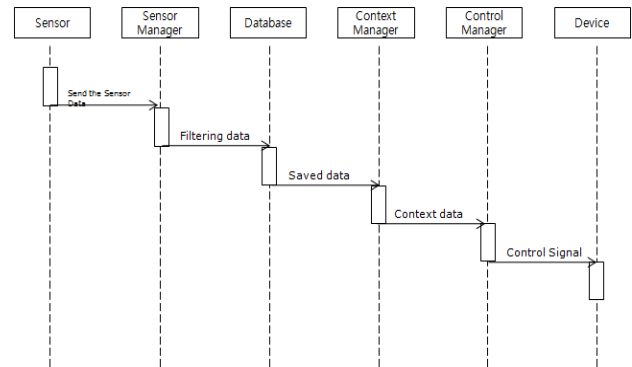 Sensor
Sensor
Manager
Database
Context
Manager
Control
Manager
Device
Send the Sensor
Data
Filtering data
Saved data
Context data
Control Signal